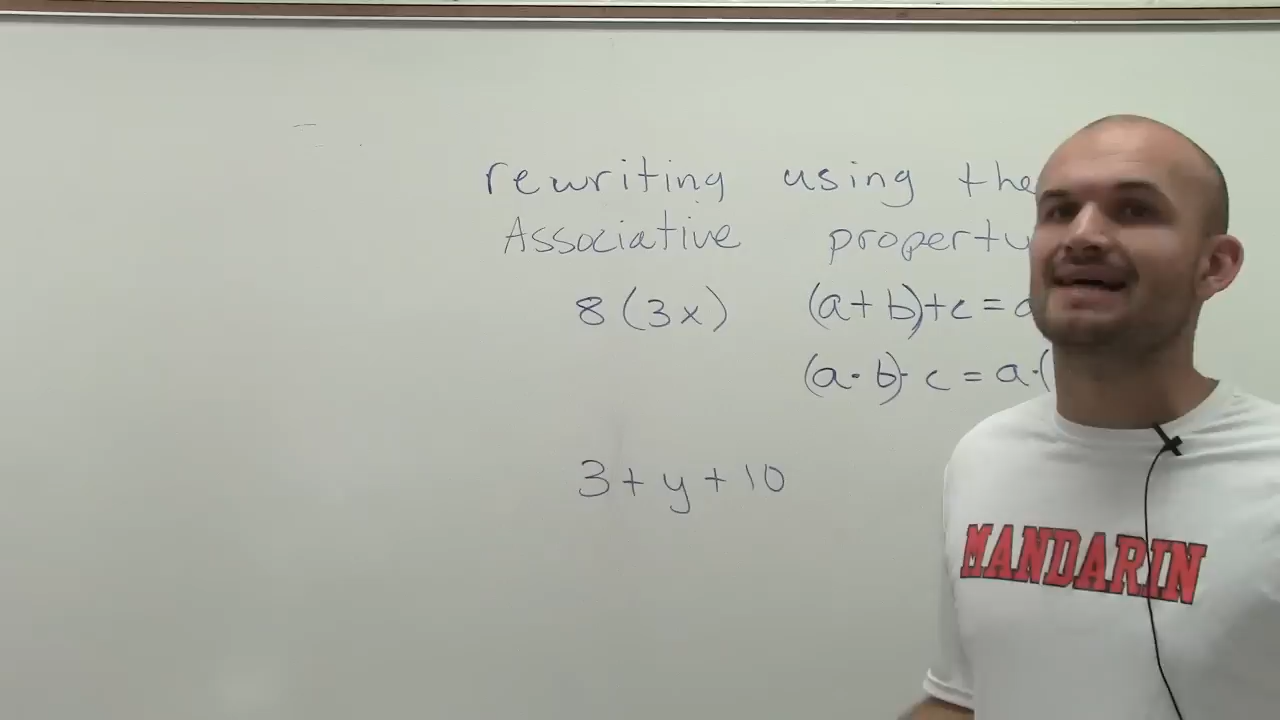 rewriting using the
Associative property
8 (3x) (a + b) + c =
(a · b) · c = a · (
3 + y + 10
MANDARIN